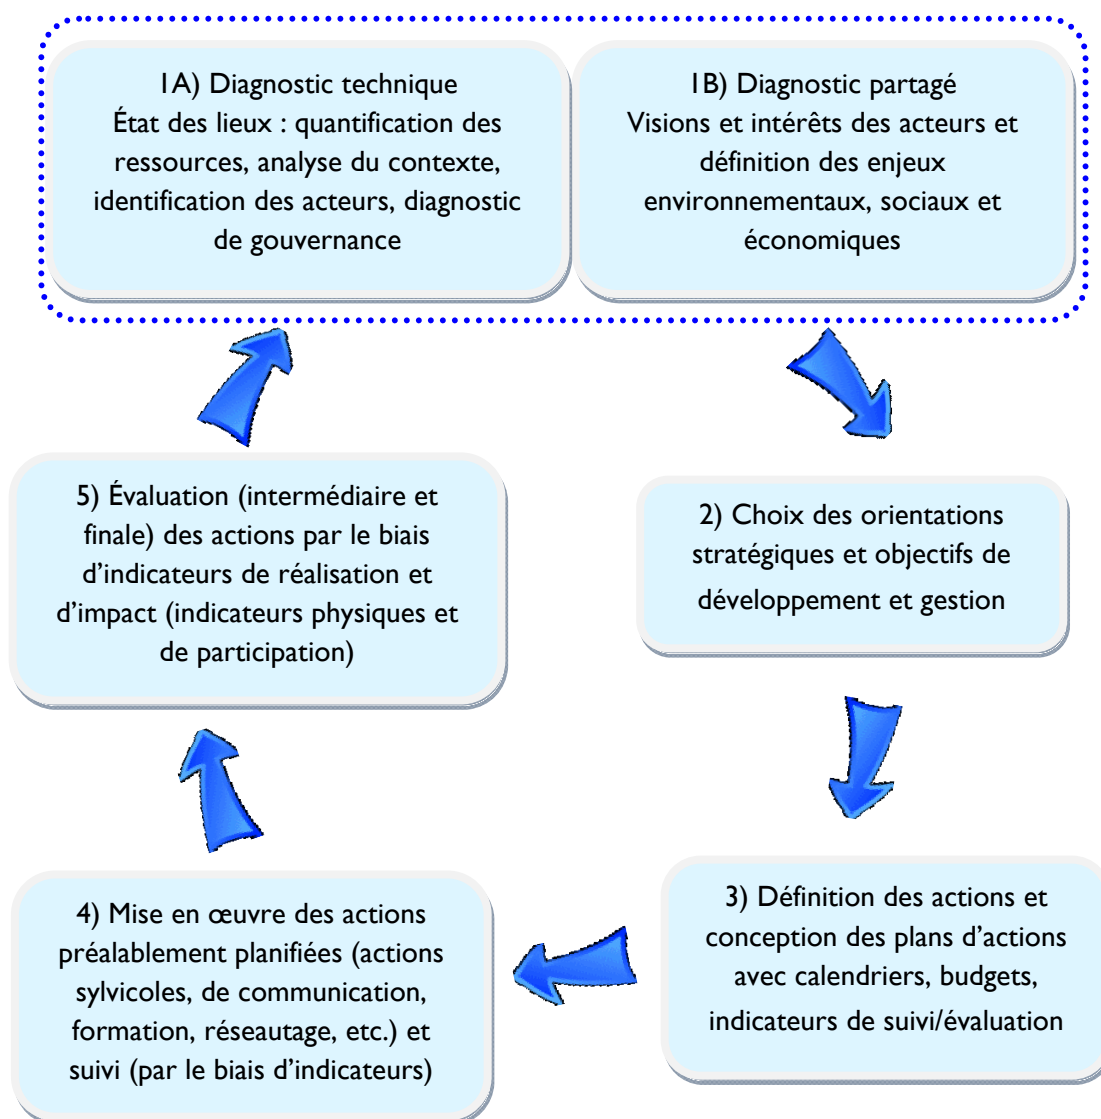 1A) Diagnostic technique
État des lieux : quantification des
ressources, analyse du contexte,
identification des acteurs, diagnostic
de gouvernance
1B) Diagnostic partagé
Visions et intérêts des acteurs et
définition des enjeux
environnementaux, sociaux et
économiques
2) Choix des orientations
stratégiques et objectifs de
développement et gestion
3) Définition des actions et
conception des plans d’actions
avec calendriers, budgets,
indicateurs de suivi/évaluation
4) Mise en œuvre des actions
préalablement planifiées (actions
sylvicoles, de communication,
formation, réseautage, etc.) et
suivi (par le biais d’indicateurs)
5) Évaluation (intermédiaire et
finale) des actions par le biais
d’indicateurs de réalisation et
d’impact (indicateurs physiques et
de participation)